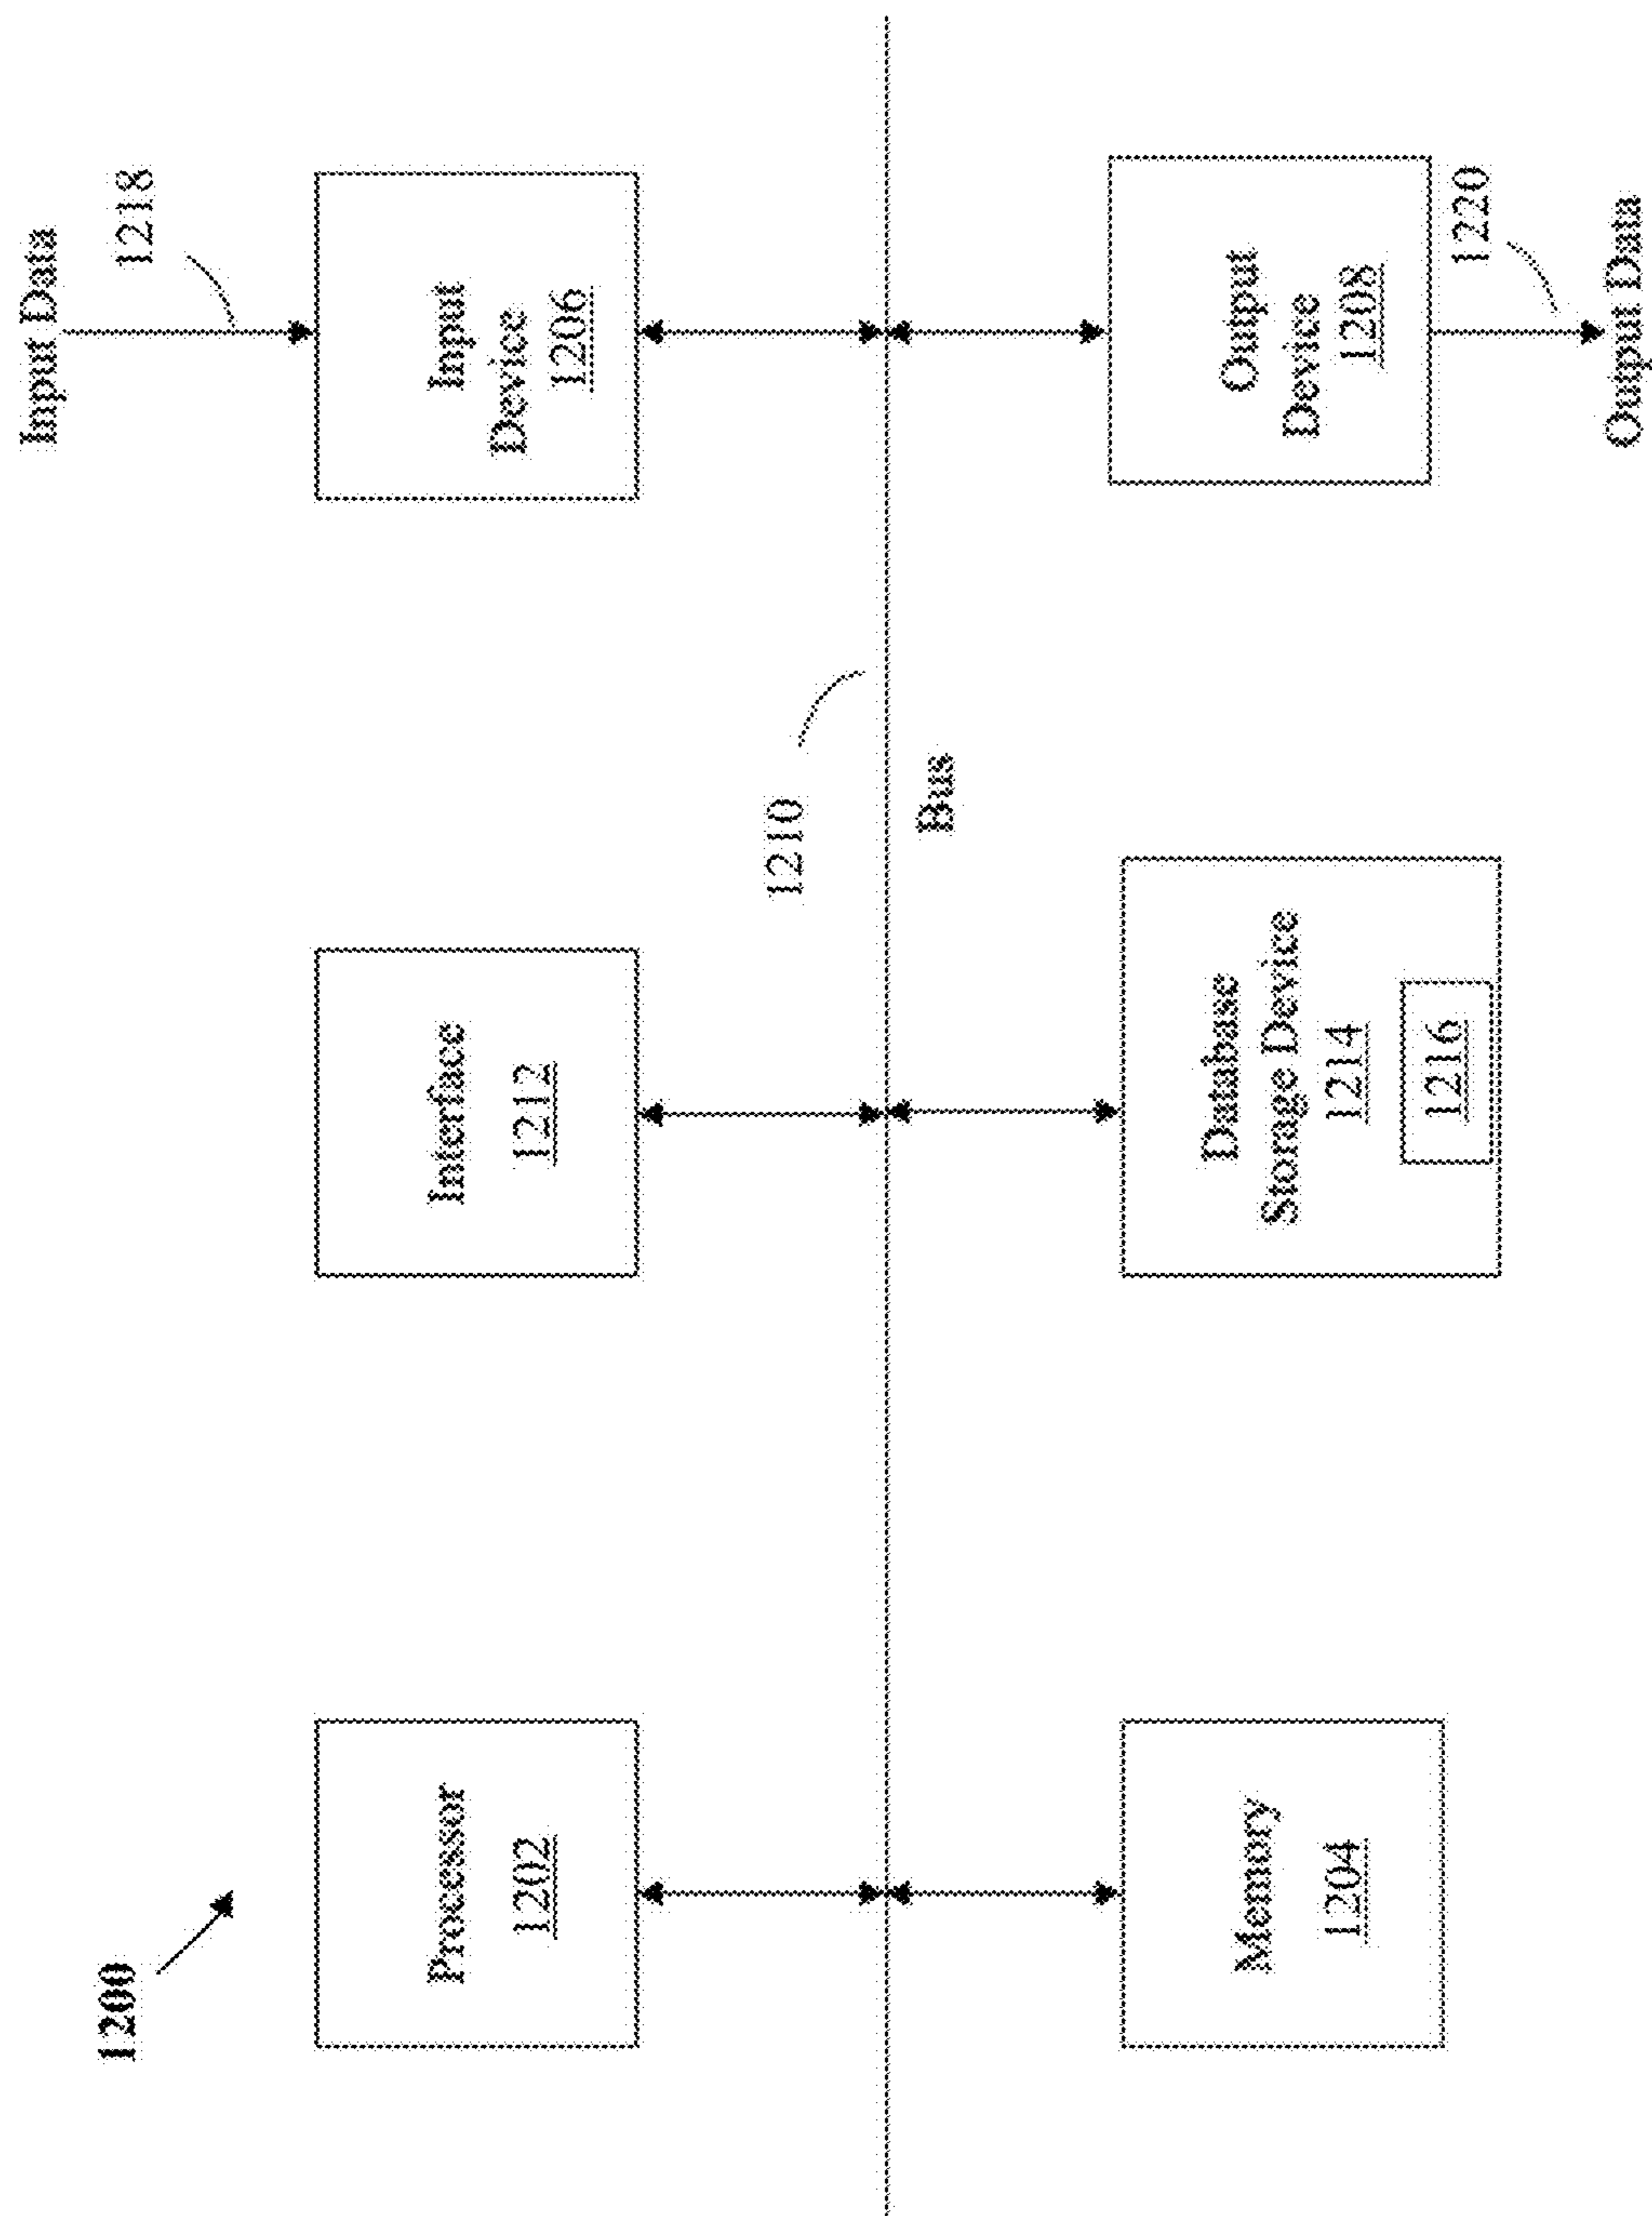 1200
Input Data
1218
Processor
1202
Interface
1212
Input
Device
1206
1210
Bus
Memory
1204
Database
Storage Device
1214
1216
Output
Device
1208
1220
Output Data